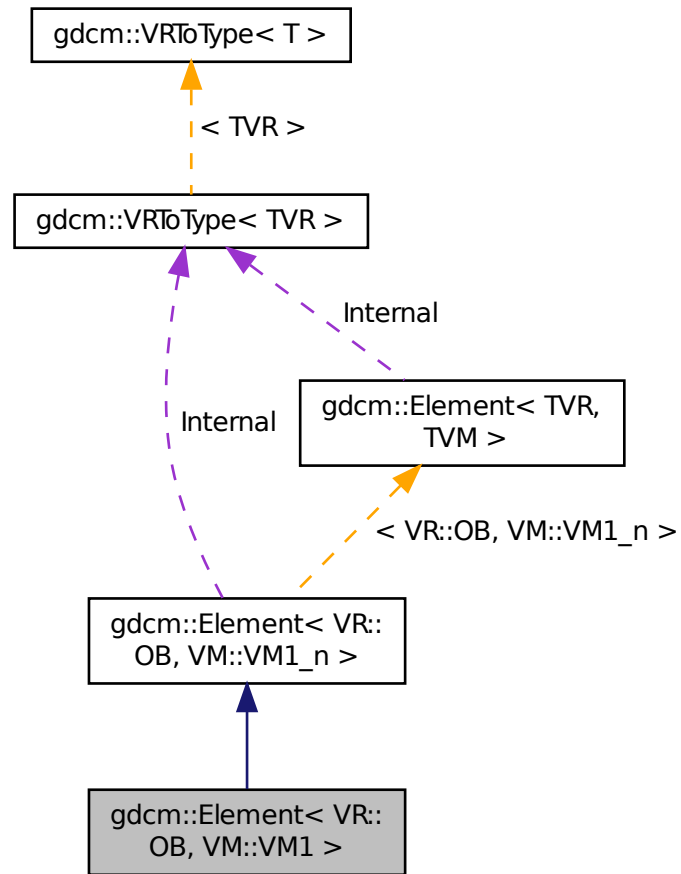 gdcm::VRToType< T >
< TVR >
gdcm::VRToType< TVR >
Internal
gdcm::Element< TVR,
TVM >
Internal
< VR::OB, VM::VM1_n >
gdcm::Element< VR::
OB, VM::VM1_n >
gdcm::Element< VR::
OB, VM::VM1 >